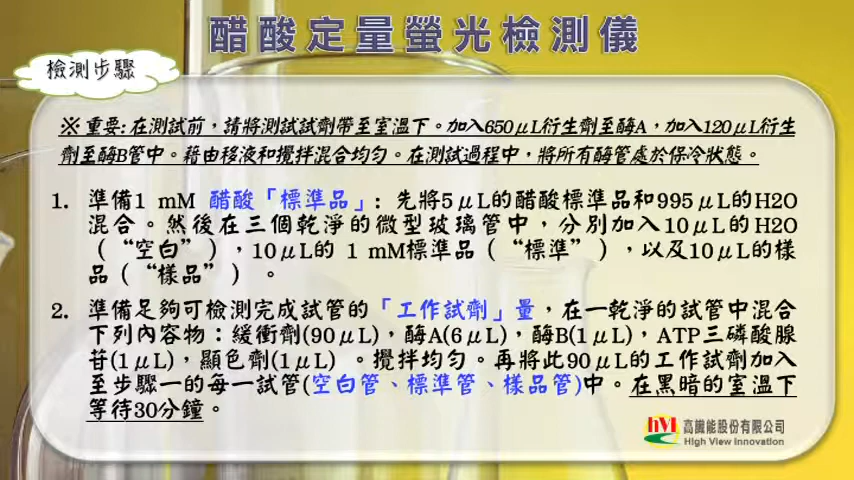 醋酸定量螢光檢測儀
檢測步驟
※ 重要: 在測試前，請將測試試劑帶至室溫下。加入650μL衍生劑至酶A，加入120μL衍生
劑至酶B管中。藉由移液和攪拌混合均勻。在測試過程中，將所有酶管處於保冷狀態。
1. 準備1 mM 醋酸「標準品」: 先將5μL的醋酸標準品和995μL的H2O
混合。然後在三個乾淨的微型玻璃管中，分別加入10μL的H2O
（“空白”），10μL的 1 mM標準品（“標準”），以及10μL的樣
品（“樣品”）。
2. 準備足夠可檢測完成試管的「工作試劑」量，在一乾淨的試管中混合
下列內容物：緩衝劑(90μL)，酶A(6μL)，酶B(1μL)，ATP三磷酸腺
苷(1μL)，顯色劑(1μL) 。攪拌均勻。再將此90μL的工作試劑加入
至步驟一的每一試管(空白管、標準管、樣品管)中。在黑暗的室溫下
等待30分鐘。
hvi 高識能股份有限公司
High View Innovation